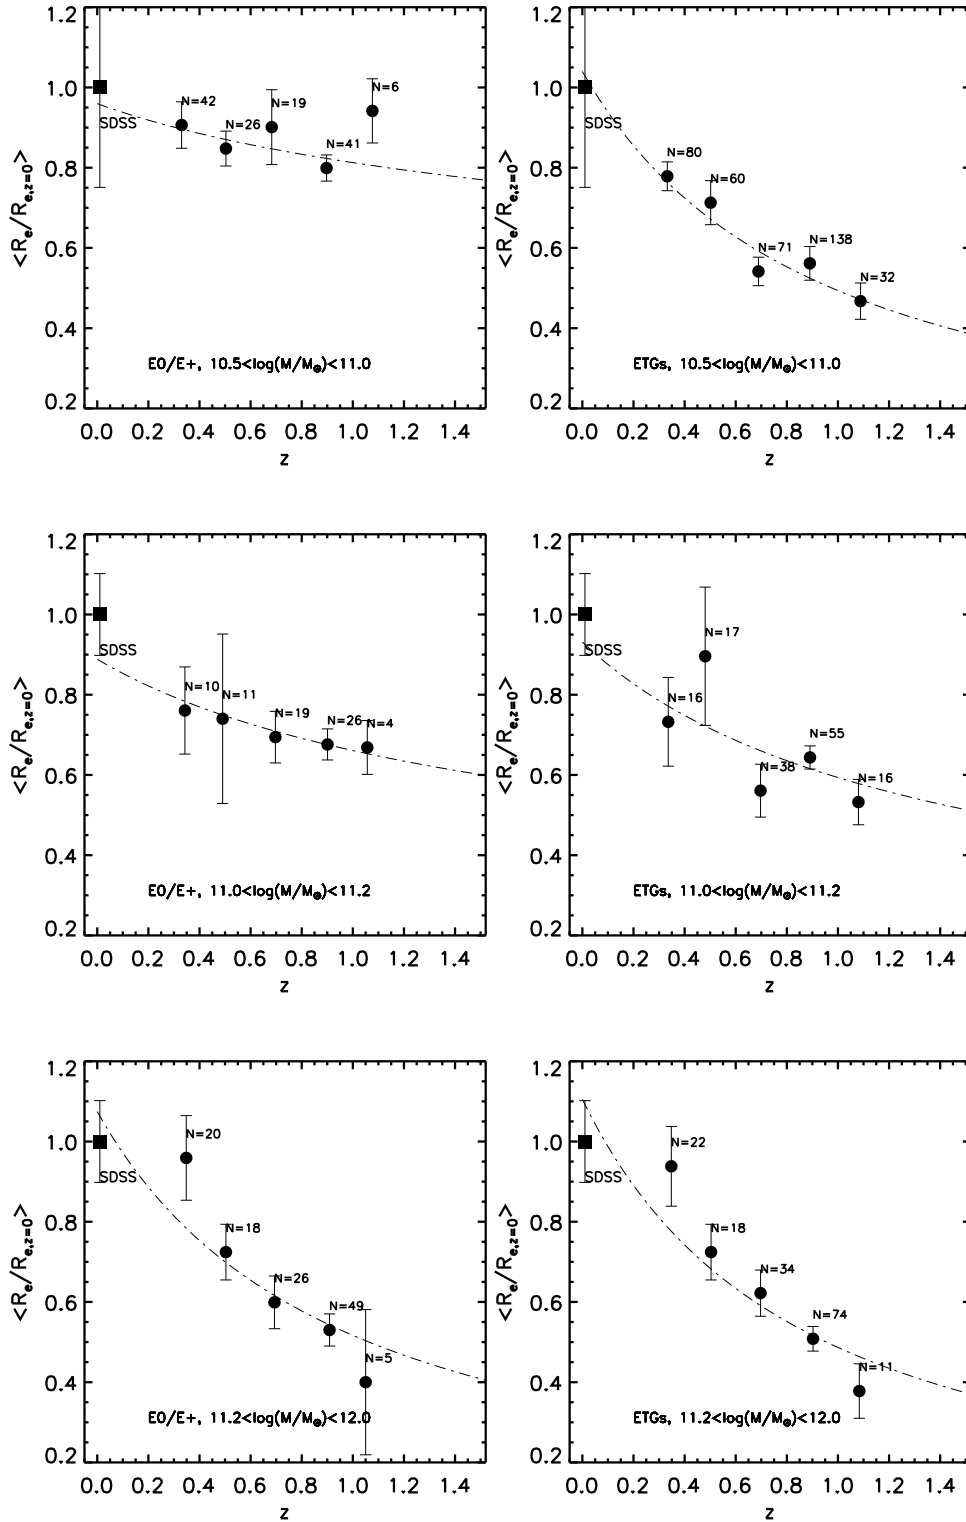 1.2
1.0
0.8
0.6
0.4
0.2
<R_e/R_{e,z=0}>
SDSS
N=42
N=26
N=19
N=41
N=6
E0/E+, 10.5<log(M/M_⊙)<11.0
0.0 0.2 0.4 0.6 0.8 1.0 1.2 1.4
z
1.2
1.0
0.8
0.6
0.4
0.2
<R_e/R_{e,z=0}>
SDSS
N=80
N=60
N=71
N=138
N=32
ETGs, 10.5<log(M/M_⊙)<11.0
0.0 0.2 0.4 0.6 0.8 1.0 1.2 1.4
z
1.2
1.0
0.8
0.6
0.4
0.2
<R_e/R_{e,z=0}>
SDSS
N=10
N=11
N=19
N=26
N=4
E0/E+, 11.0<log(M/M_⊙)<11.2
0.0 0.2 0.4 0.6 0.8 1.0 1.2 1.4
z
1.2
1.0
0.8
0.6
0.4
0.2
<R_e/R_{e,z=0}>
SDSS
N=16
N=17
N=38
N=55
N=16
ETGs, 11.0<log(M/M_⊙)<11.2
0.0 0.2 0.4 0.6 0.8 1.0 1.2 1.4
z
1.2
1.0
0.8
0.6
0.4
0.2
<R_e/R_{e,z=0}>
SDSS
N=20
N=18
N=26
N=49
N=5
E0/E+, 11.2<log(M/M_⊙)<12.0
0.0 0.2 0.4 0.6 0.8 1.0 1.2 1.4
z
1.2
1.0
0.8
0.6
0.4
0.2
<R_e/R_{e,z=0}>
SDSS
N=22
N=18
N=34
N=74
N=11
ETGs, 11.2<log(M/M_⊙)<12.0
0.0 0.2 0.4 0.6 0.8 1.0 1.2 1.4
z